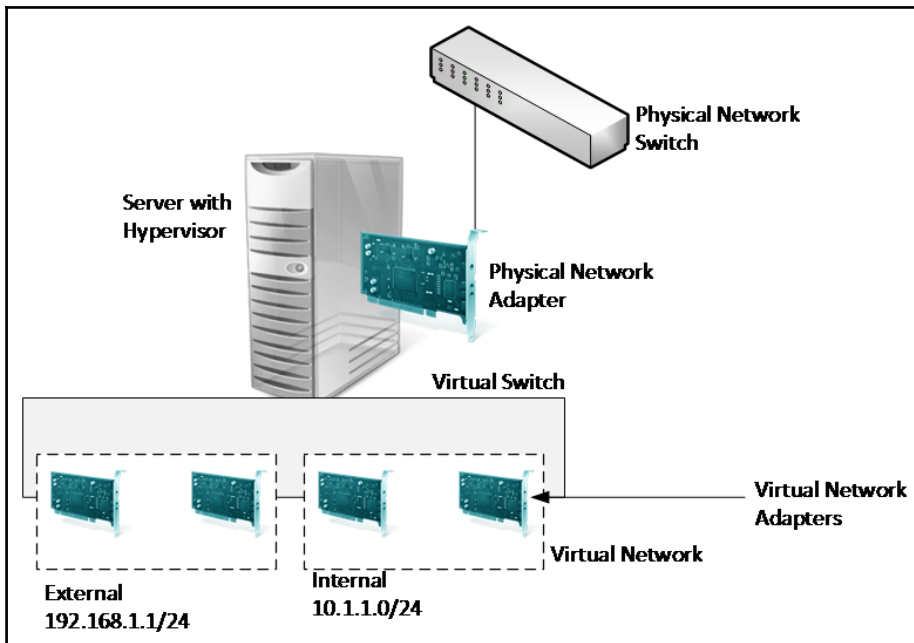 Physical Network
Switch
Server with
Hypervisor
Physical Network
Adapter
Virtual Switch
Virtual Network
Adapters
Virtual Network
External
192.168.1.1/24
Internal
10.1.1.0/24